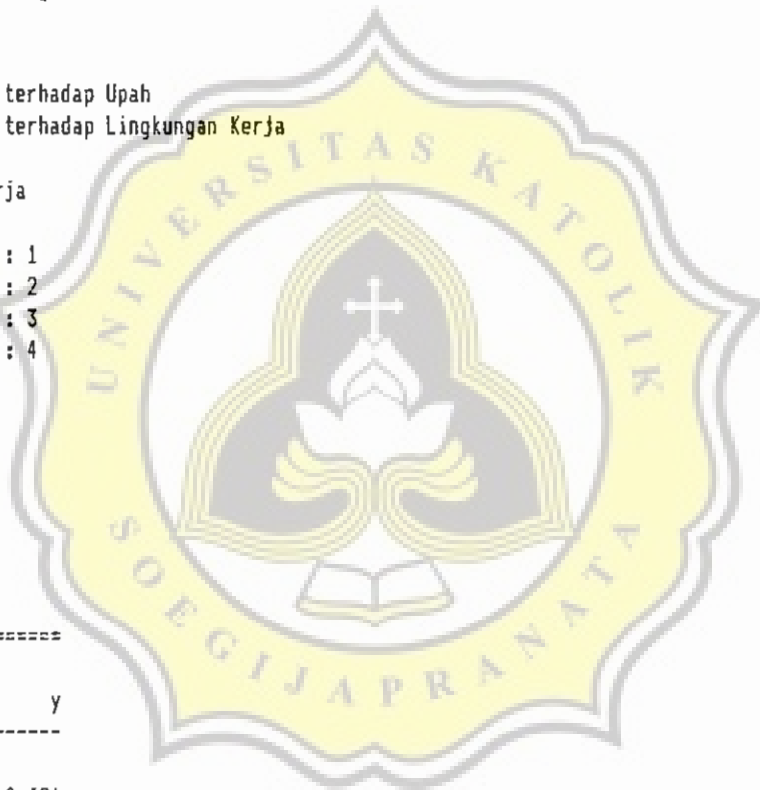 terhadap Upah
terhadap Lingkungan Kerja
rja
: 1
: 2
: 3
: 4
UNIVERSITAS KATOLIK
SOEGIJAPRANATA
======
y
------